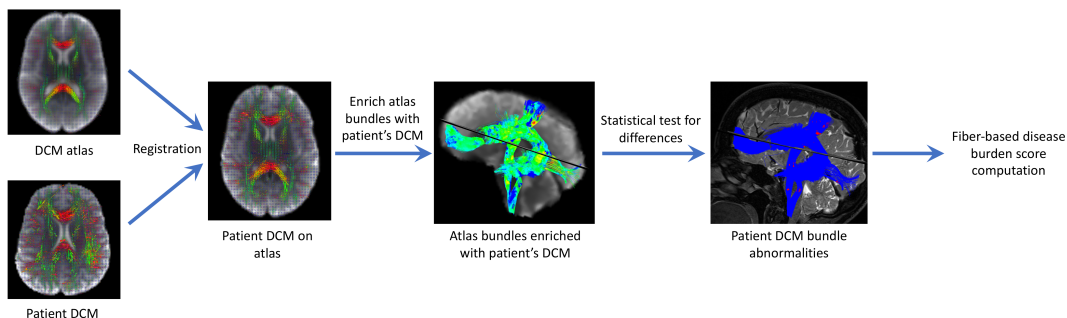 DCM atlas
Patient DCM
Registration
Patient DCM on
atlas
Enrich atlas
bundles with
patient's DCM
Atlas bundles enriched
with patient's DCM
Statistical test for
differences
Patient DCM bundle
abnormalities
Fiber-based disease
burden score
computation